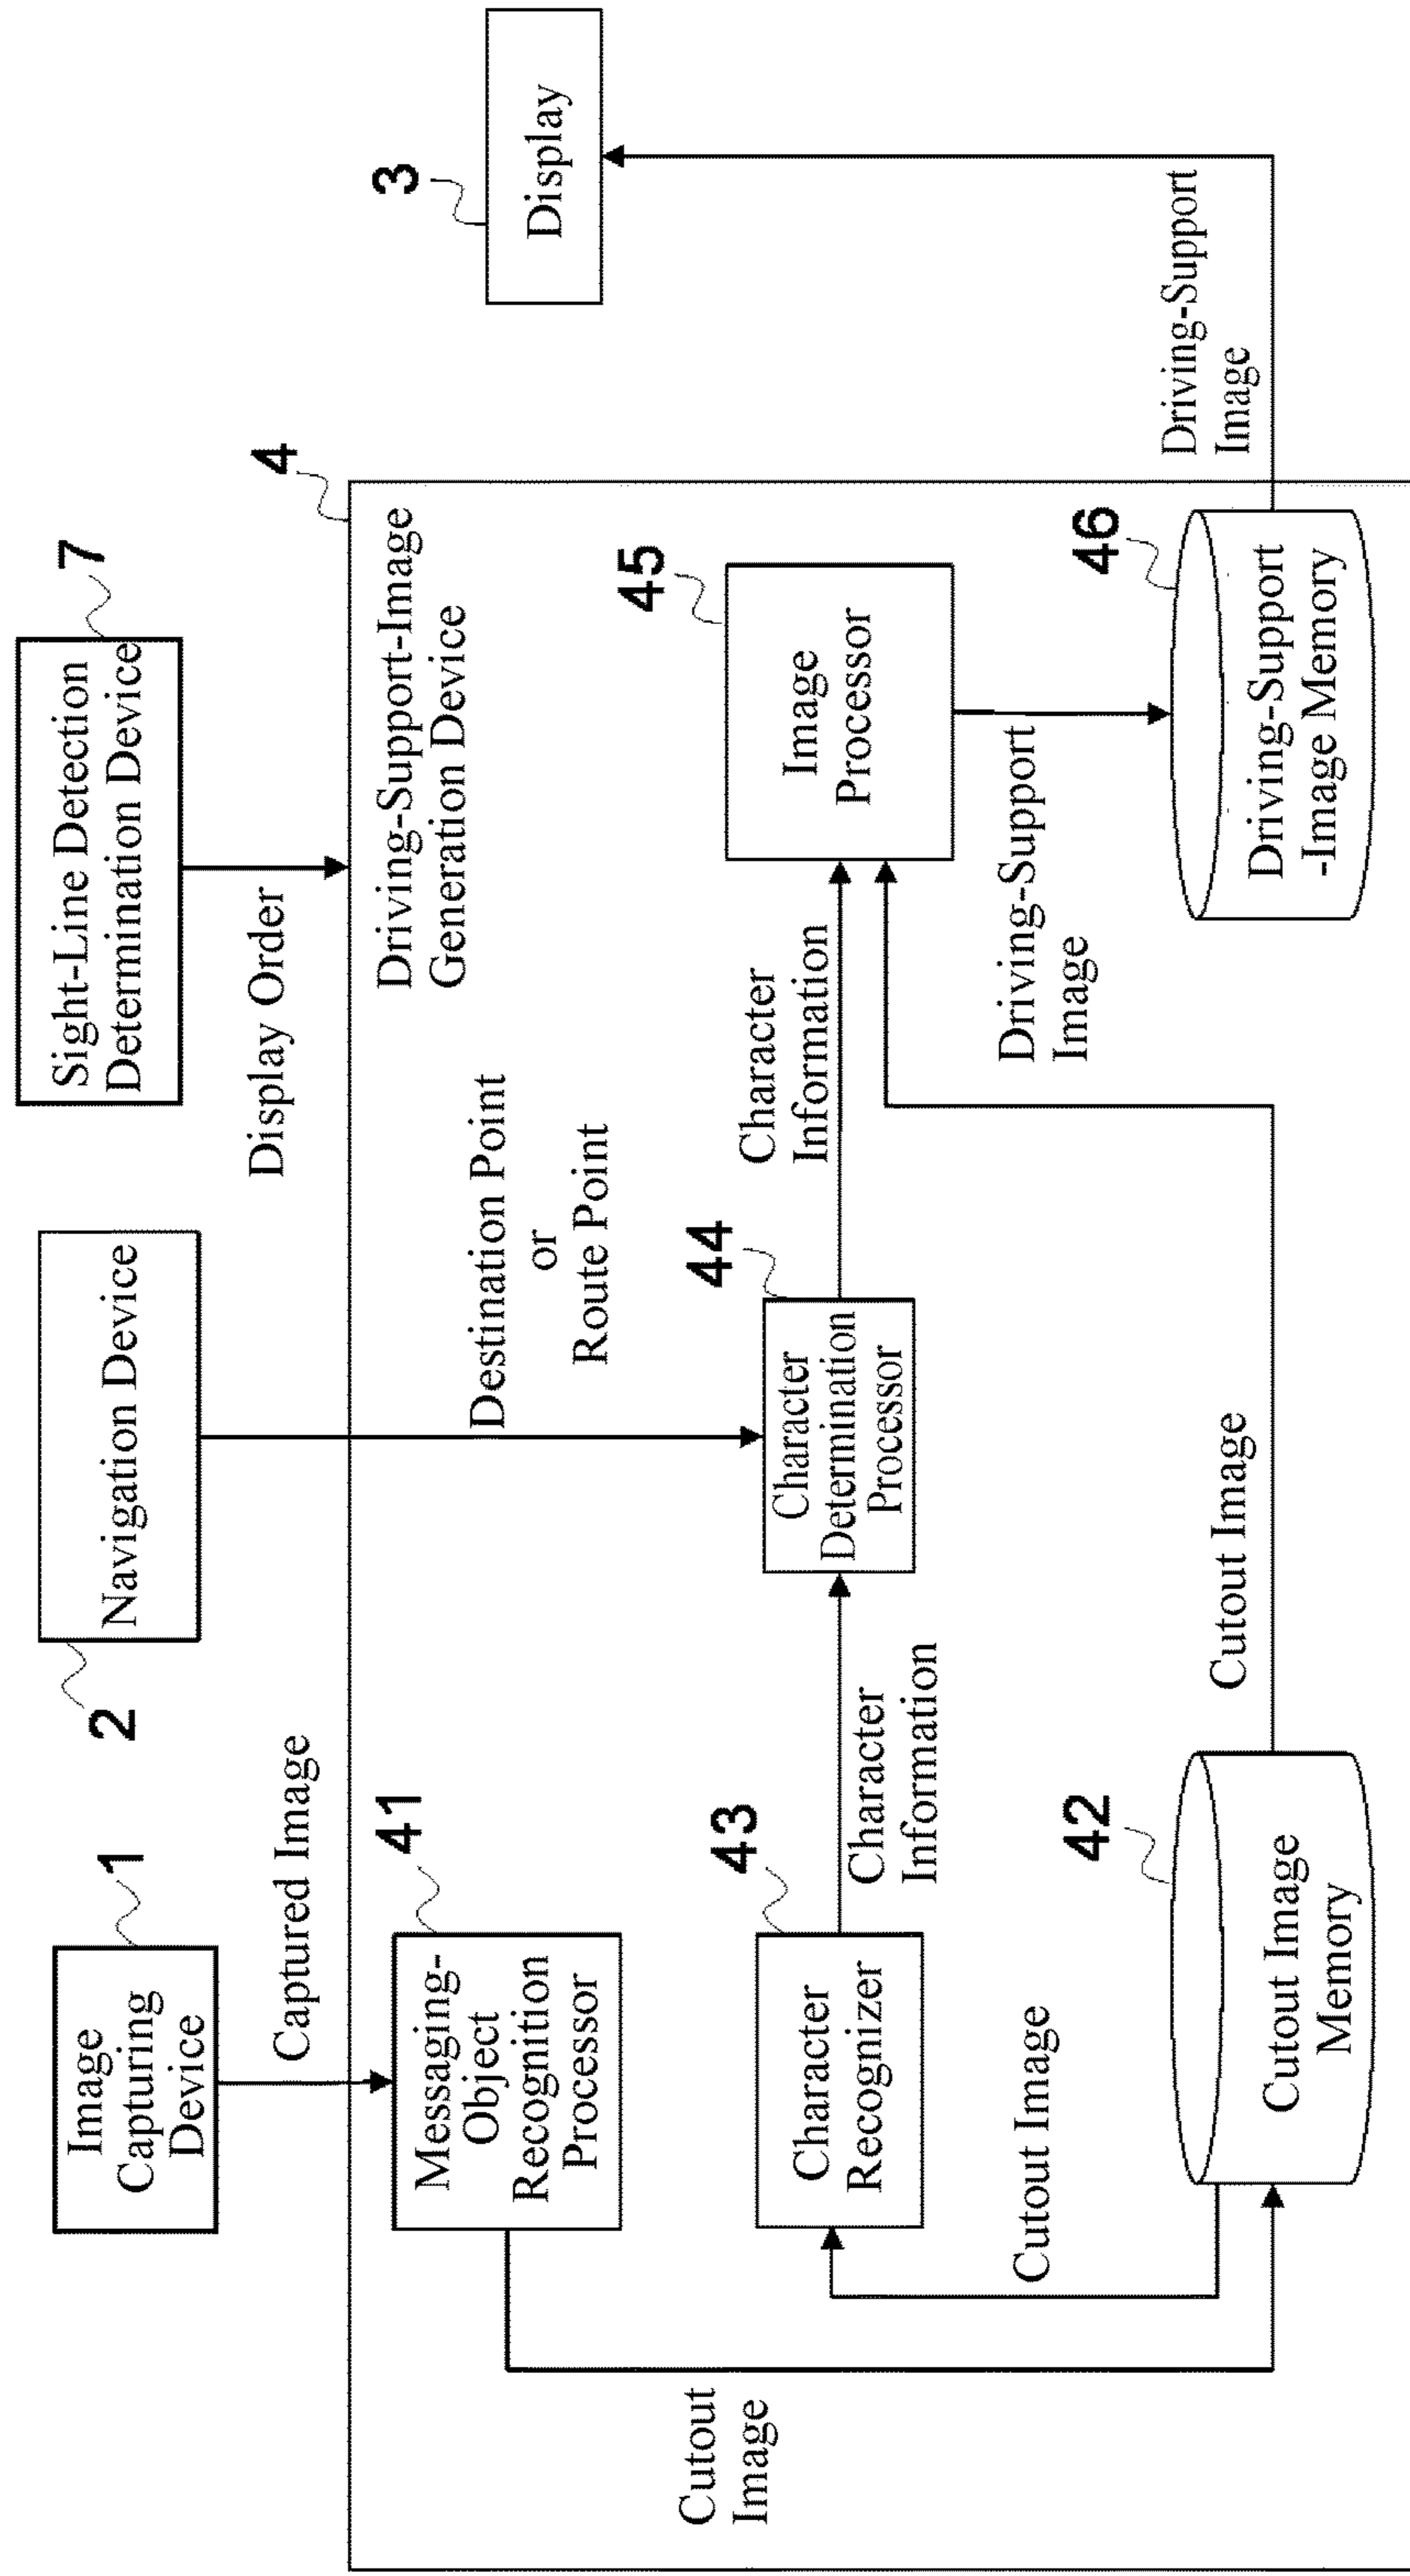 1
Image
Capturing
Device
2
Navigation Device
7
Sight-Line Detection
Determination Device
Captured Image
Display Order
4
3
Display
Driving-Support-Image
Generation Device
41
Messaging-
Object
Recognition
Processor
Destination Point
or
Route Point
43
Character
Recognizer
Character
Information
44
Character
Determination
Processor
Character
Information
45
Image
Processor
Cutout
Image
Cutout Image
Driving-Support
Image
42
Cutout Image
Memory
Cutout Image
46
Driving-Support
-Image Memory
Driving-Support
Image